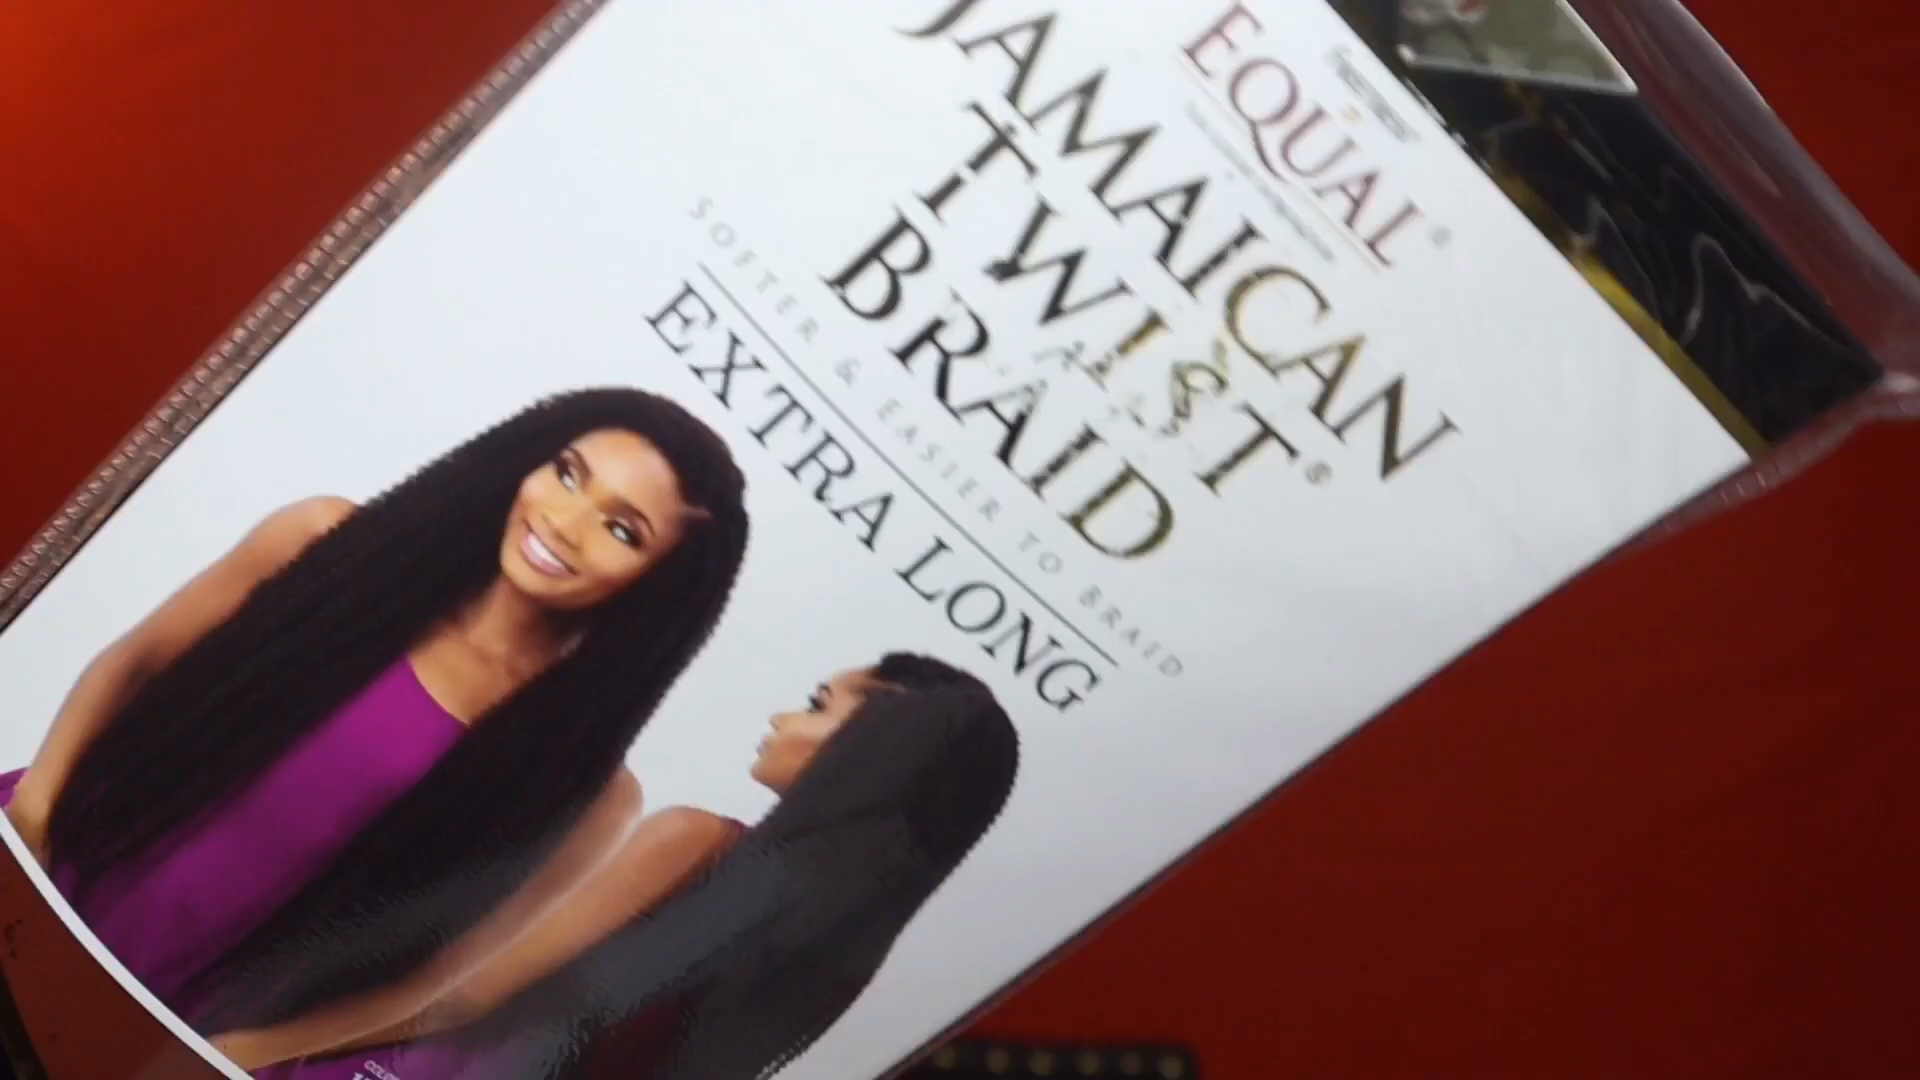 EQUAL®
JAMAICAN
TWIST®
BRAID
SOFTER & EASIER TO BRAID
EXTRA LONG